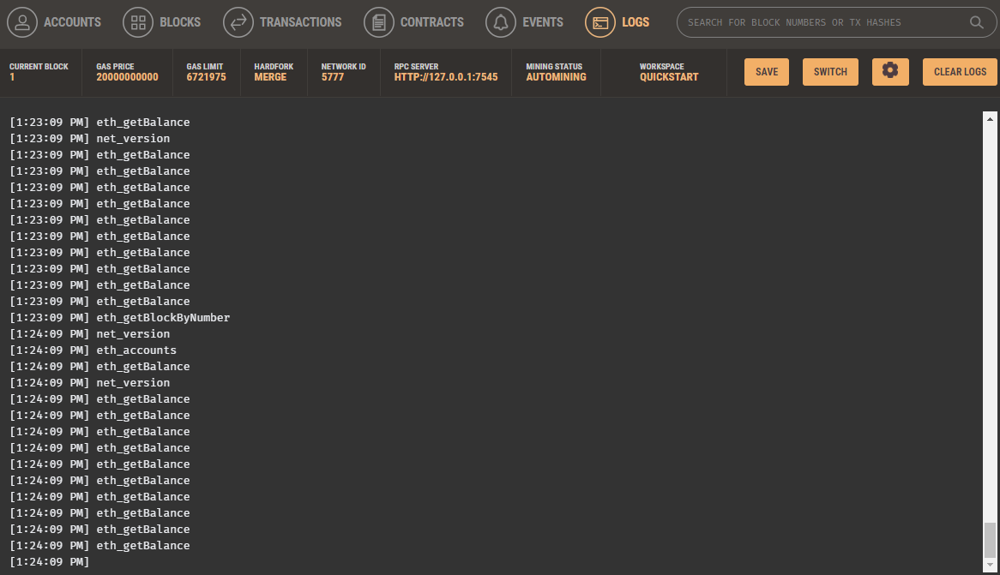 ACCOUNTS BLOCKS TRANSACTIONS CONTRACTS EVENTS LOGS SEARCH FOR BLOCK NUMBERS OR TX HASHES
CURRENT BLOCK GAS PRICE GAS LIMIT HARDFORK NETWORK ID RPC SERVER MINING STATUS WORKSPACE
1 20000000000 6721975 MERGE 5777 HTTP://127.0.0.1:7545 AUTOMINING QUICKSTART
SAVE SWITCH CLEAR LOGS
[1:23:09 PM] eth_getBalance
[1:23:09 PM] net_version
[1:23:09 PM] eth_getBalance
[1:23:09 PM] eth_getBalance
[1:23:09 PM] eth_getBalance
[1:23:09 PM] eth_getBalance
[1:23:09 PM] eth_getBalance
[1:23:09 PM] eth_getBalance
[1:23:09 PM] eth_getBalance
[1:23:09 PM] eth_getBalance
[1:23:09 PM] eth_getBalance
[1:23:09 PM] eth_getBalance
[1:23:09 PM] eth_getBlockByNumber
[1:24:09 PM] net_version
[1:24:09 PM] eth_accounts
[1:24:09 PM] eth_getBalance
[1:24:09 PM] net_version
[1:24:09 PM] eth_getBalance
[1:24:09 PM] eth_getBalance
[1:24:09 PM] eth_getBalance
[1:24:09 PM] eth_getBalance
[1:24:09 PM] eth_getBalance
[1:24:09 PM] eth_getBalance
[1:24:09 PM] eth_getBalance
[1:24:09 PM] eth_getBalance
[1:24:09 PM] eth_getBalance
[1:24:09 PM] eth_getBalance
[1:24:09 PM]